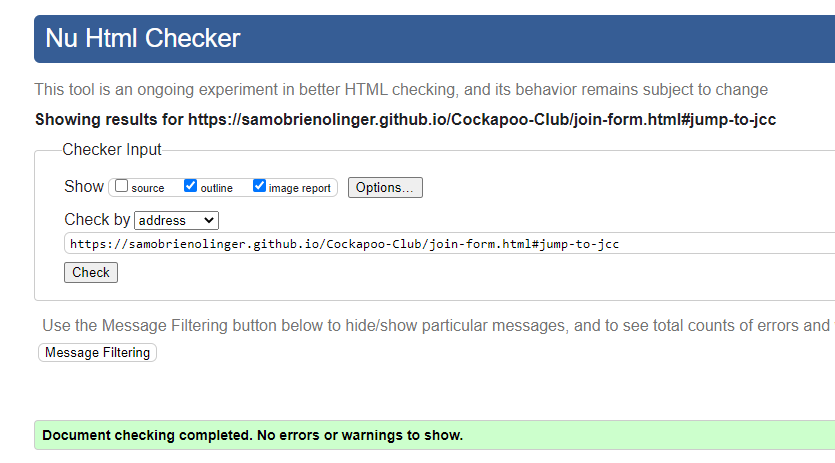 Nu Html Checker
This tool is an ongoing experiment in better HTML checking, and its behavior remains subject to change
Showing results for https://samobrienolinger.github.io/Cockapoo-Club/join-form.html#jump-to-jcc
Checker Input
Show source outline image report Options...
Check by address
https://samobrienolinger.github.io/Cockapoo-Club/join-form.html#jump-to-jcc
Check
Use the Message Filtering button below to hide/show particular messages, and to see total counts of errors and
Message Filtering
Document checking completed. No errors or warnings to show.